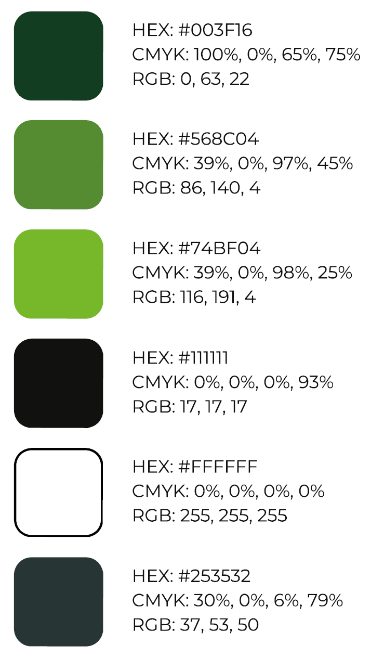 HEX: #003F16
CMYK: 100%, 0%, 65%, 75%
RGB: 0, 63, 22
HEX: #568C04
CMYK: 39%, 0%, 97%, 45%
RGB: 86, 140, 4
HEX: #74BF04
CMYK: 39%, 0%, 98%, 25%
RGB: 116, 191, 4
HEX: #111111
CMYK: 0%, 0%, 0%, 93%
RGB: 17, 17, 17
HEX: #FFFFFF
CMYK: 0%, 0%, 0%, 0%
RGB: 255, 255, 255
HEX: #253532
CMYK: 30%, 0%, 6%, 79%
RGB: 37, 53, 50